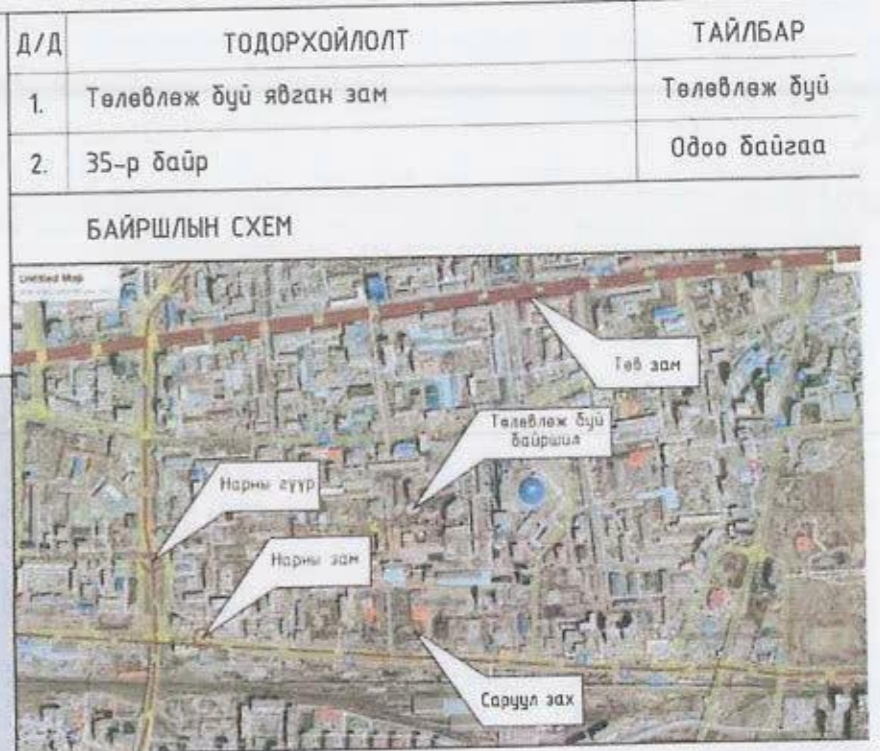 Д/Д ТОДОРХОЙЛОЛТ ТАЙЛБАР
1. Төлөвлөж буй явган зам Төлөвлөж буй
2. 35-р байр Одоо байгаа
БАЙРШЛЫН СХЕМ
Untitled Map
Төв зам
Төлөвлөж буй
байршил
Нарны гүүр
Нарны зам
Саруул зах